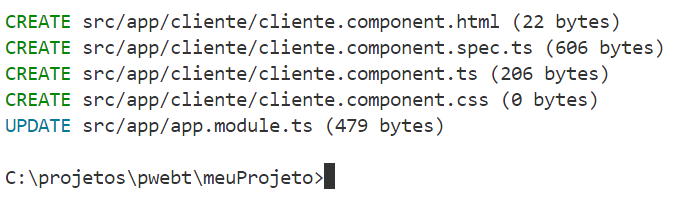 CREATE src/app/cliente/cliente.component.html (22 bytes)
CREATE src/app/cliente/cliente.component.spec.ts (606 bytes)
CREATE src/app/cliente/cliente.component.ts (206 bytes)
CREATE src/app/cliente/cliente.component.css (0 bytes)
UPDATE src/app/app.module.ts (479 bytes)
C:\projetos\pwebt\meuProjeto>